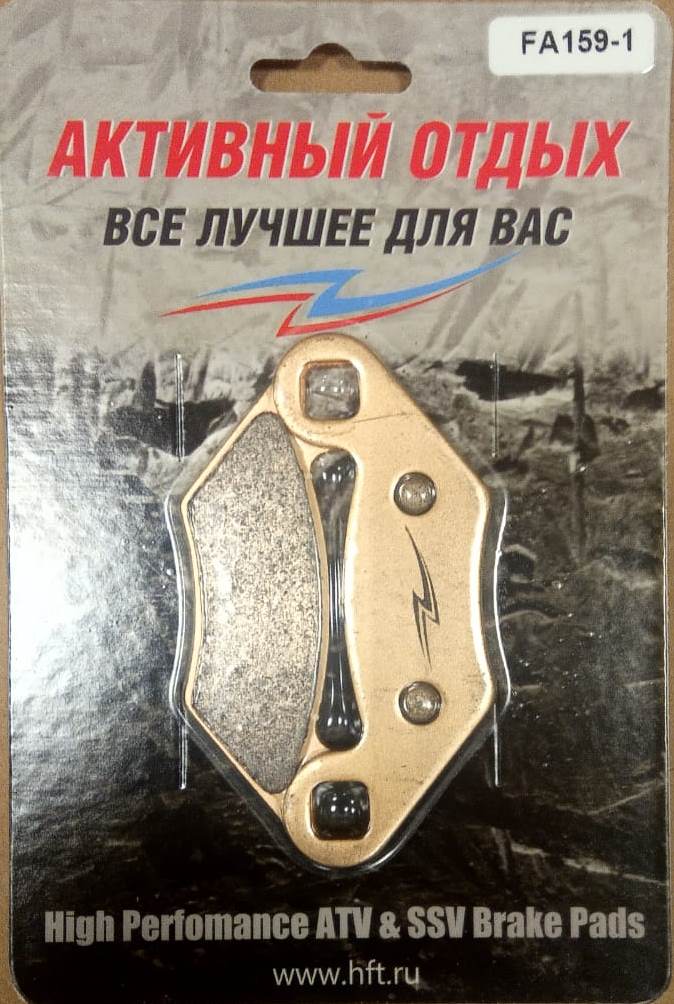 FA159-1
АКТИВНЫЙ ОТДЫХ
ВСЕ ЛУЧШЕЕ ДЛЯ ВАС
High Perfomance ATV & SSV Brake Pads
www.hft.ru